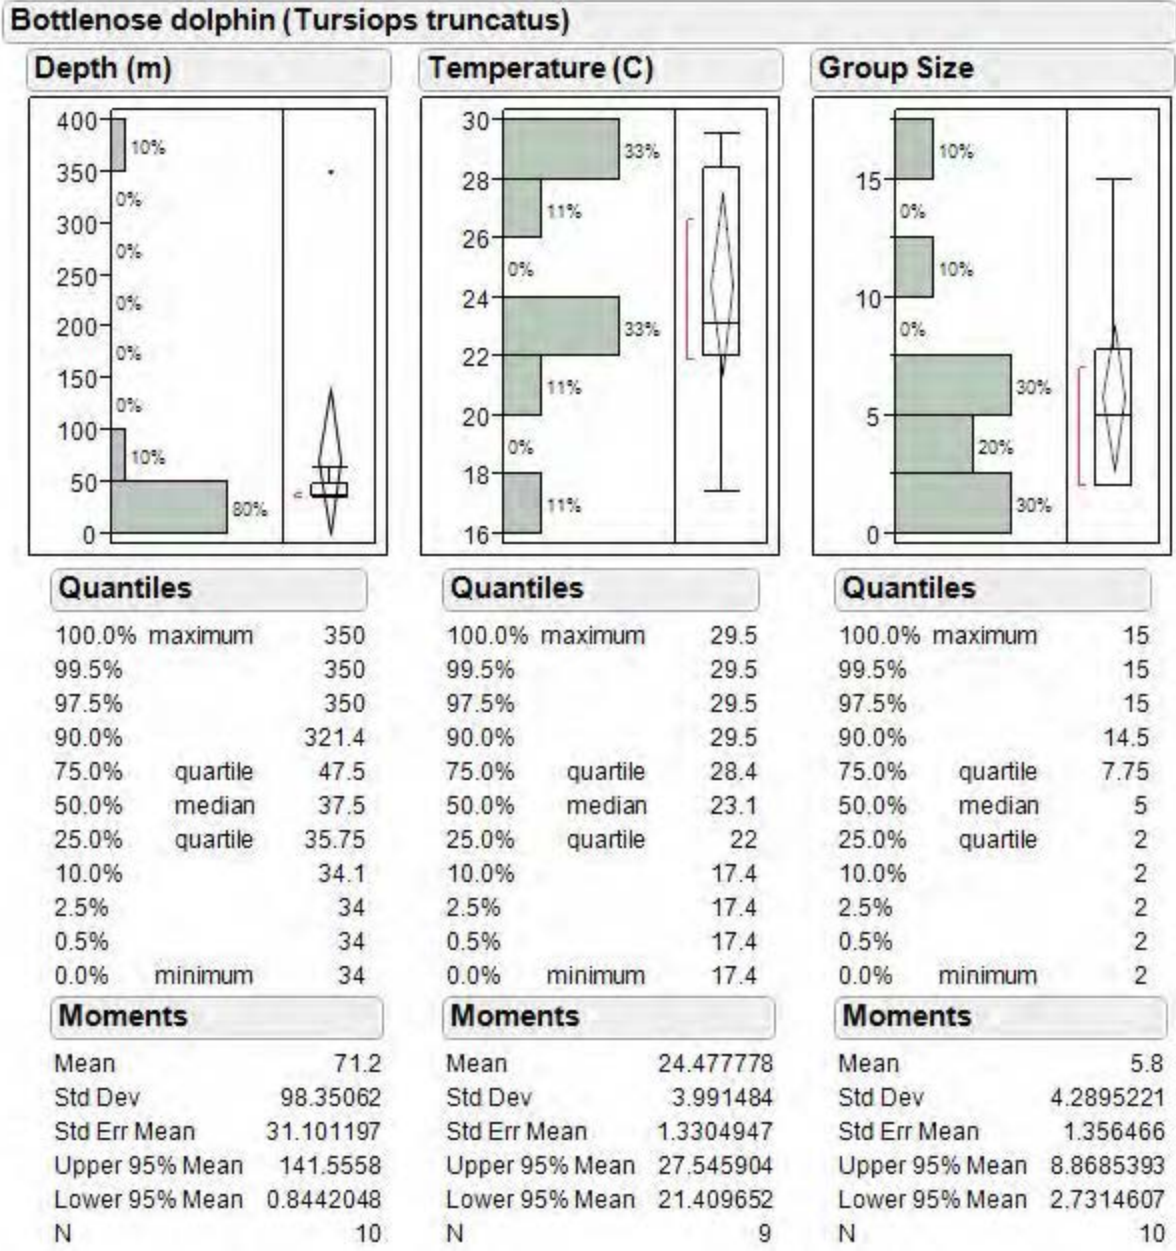 Bottlenose dolphin (Tursiops truncatus)
Depth (m)
400
350
300
250
200
150
100
50
0
10%
0%
0%
0%
0%
0%
10%
80%
Quantiles
100.0% maximum 350
99.5% 350
97.5% 350
90.0% 321.4
75.0% quartile 47.5
50.0% median 37.5
25.0% quartile 35.75
10.0% 34.1
2.5% 34
0.5% 34
0.0% minimum 34
Moments
Mean 71.2
Std Dev 98.35062
Std Err Mean 31.101197
Upper 95% Mean 141.5558
Lower 95% Mean 0.8442048
N 10
Temperature (C)
30
28
26
24
22
20
18
16
33%
11%
0%
33%
11%
0%
11%
Quantiles
100.0% maximum 29.5
99.5% 29.5
97.5% 29.5
90.0% 29.5
75.0% quartile 28.4
50.0% median 23.1
25.0% quartile 22
10.0% 17.4
2.5% 17.4
0.5% 17.4
0.0% minimum 17.4
Moments
Mean 24.477778
Std Dev 3.991484
Std Err Mean 1.3304947
Upper 95% Mean 27.545904
Lower 95% Mean 21.409652
N 9
Group Size
15
10
5
0
10%
0%
10%
0%
30%
20%
30%
Quantiles
100.0% maximum 15
99.5% 15
97.5% 15
90.0% 14.5
75.0% quartile 7.75
50.0% median 5
25.0% quartile 2
10.0% 2
2.5% 2
0.5% 2
0.0% minimum 2
Moments
Mean 5.8
Std Dev 4.2895221
Std Err Mean 1.356466
Upper 95% Mean 8.8685393
Lower 95% Mean 2.7314607
N 10